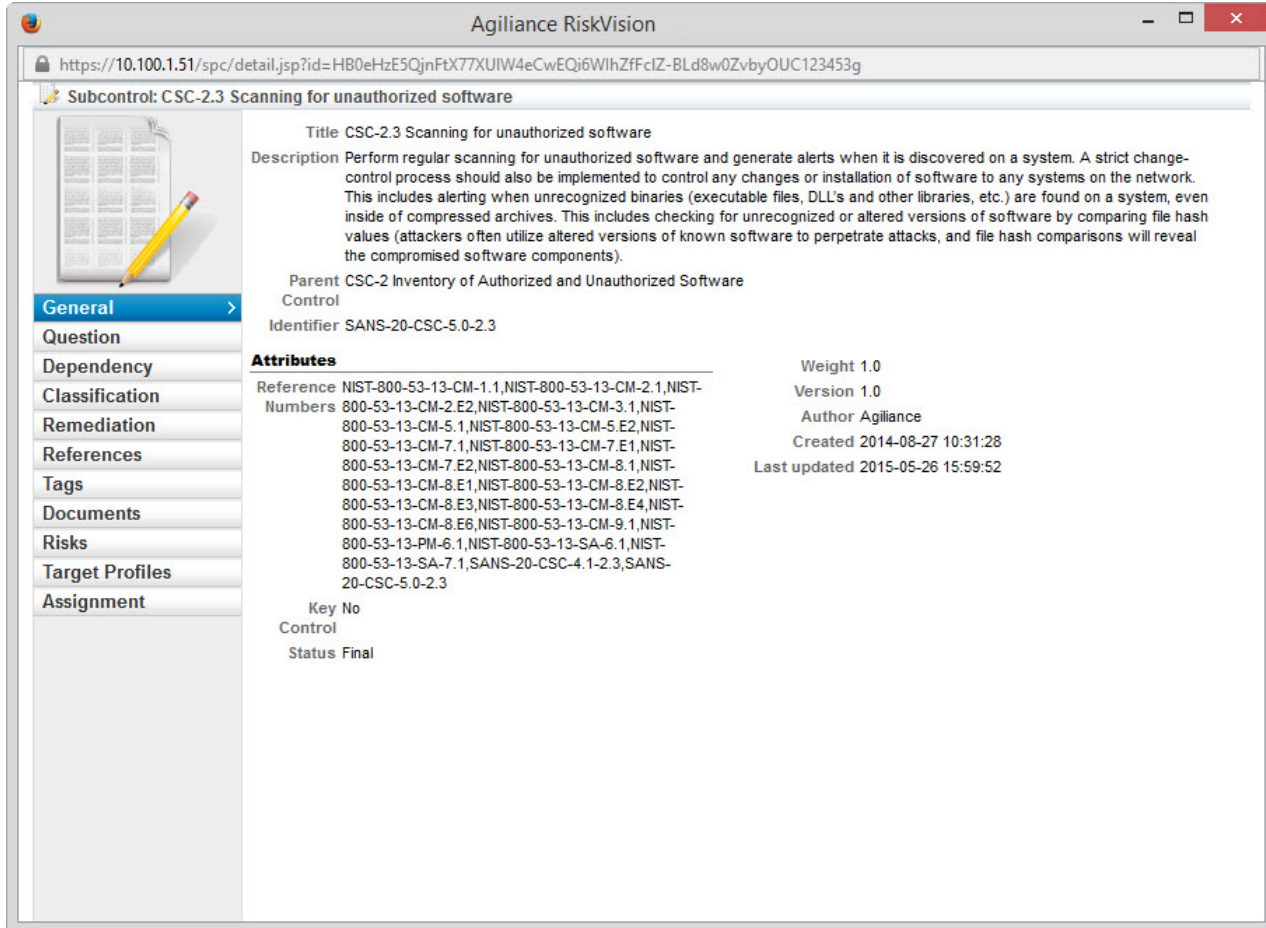 Agiliance RiskVision
https://10.100.1.51/spc/detail.jsp?id=HB0eHzE5QjnFtX77XUIW4eCwEQi6WlhZfFcIZ-BLd8w0ZvbyOUC123453g
Subcontrol: CSC-2.3 Scanning for unauthorized software
Title CSC-2.3 Scanning for unauthorized software
Description Perform regular scanning for unauthorized software and generate alerts when it is discovered on a system. A strict change-
control process should also be implemented to control any changes or installation of software to any systems on the network.
This includes alerting when unrecognized binaries (executable files, DLL's and other libraries, etc.) are found on a system, even
inside of compressed archives. This includes checking for unrecognized or altered versions of software by comparing file hash
values (attackers often utilize altered versions of known software to perpetrate attacks, and file hash comparisons will reveal
the compromised software components).
Parent CSC-2 Inventory of Authorized and Unauthorized Software
Control
Identifier SANS-20-CSC-5.0-2.3
General
Question
Dependency
Classification
Remediation
References
Tags
Documents
Risks
Target Profiles
Assignment
Attributes
Reference NIST-800-53-13-CM-1.1,NIST-800-53-13-CM-2.1,NIST-
Numbers 800-53-13-CM-2.E2,NIST-800-53-13-CM-3.1,NIST-
800-53-13-CM-5.1,NIST-800-53-13-CM-5.E2,NIST-
800-53-13-CM-7.1,NIST-800-53-13-CM-7.E1,NIST-
800-53-13-CM-7.E2,NIST-800-53-13-CM-8.1,NIST-
800-53-13-CM-8.E1,NIST-800-53-13-CM-8.E2,NIST-
800-53-13-CM-8.E3,NIST-800-53-13-CM-8.E4,NIST-
800-53-13-CM-8.E6,NIST-800-53-13-CM-9.1,NIST-
800-53-13-PM-6.1,NIST-800-53-13-SA-6.1,NIST-
800-53-13-SA-7.1,SANS-20-CSC-4.1-2.3,SANS-
20-CSC-5.0-2.3
Key No
Control
Status Final
Weight 1.0
Version 1.0
Author Agiliance
Created 2014-08-27 10:31:28
Last updated 2015-05-26 15:59:52